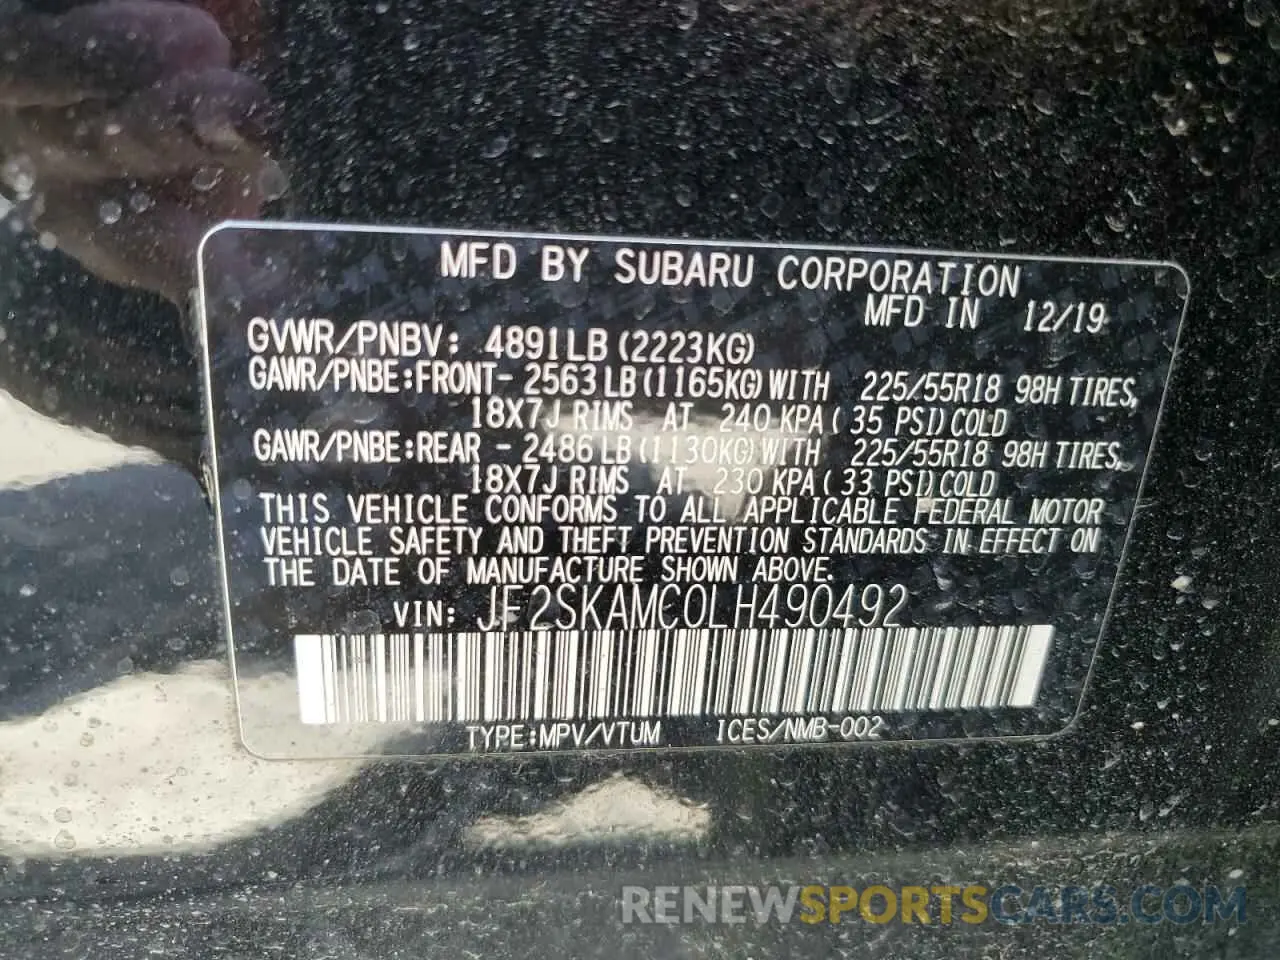 MFD BY SUBARU CORPORATION
MFD IN 12/19
GVWR/PNBV: 4891LB (2223KG)
GAWR/PNBE:FRONT- 2563LB(1165KG)WITH 225/55R18 98H TIRES,
18X7J RIMS AT 240 KPA( 35 PSI)COLD
GAWR/PNBE:REAR - 2486LB(1130KG)WITH 225/55R18 98H TIRES,
18X7J RIMS AT 230 KPA( 33 PSI)COLD
THIS VEHICLE CONFORMS TO ALL APPLICABLE FEDERAL MOTOR
VEHICLE SAFETY AND THEFT PREVENTION STANDARDS IN EFFECT ON
THE DATE OF MANUFACTURE SHOWN ABOVE.
VIN: JF2SKAMC0LH490492
TYPE:MPV/VTUM ICES/NMB-002
RENEWSPORTSCARS.COM